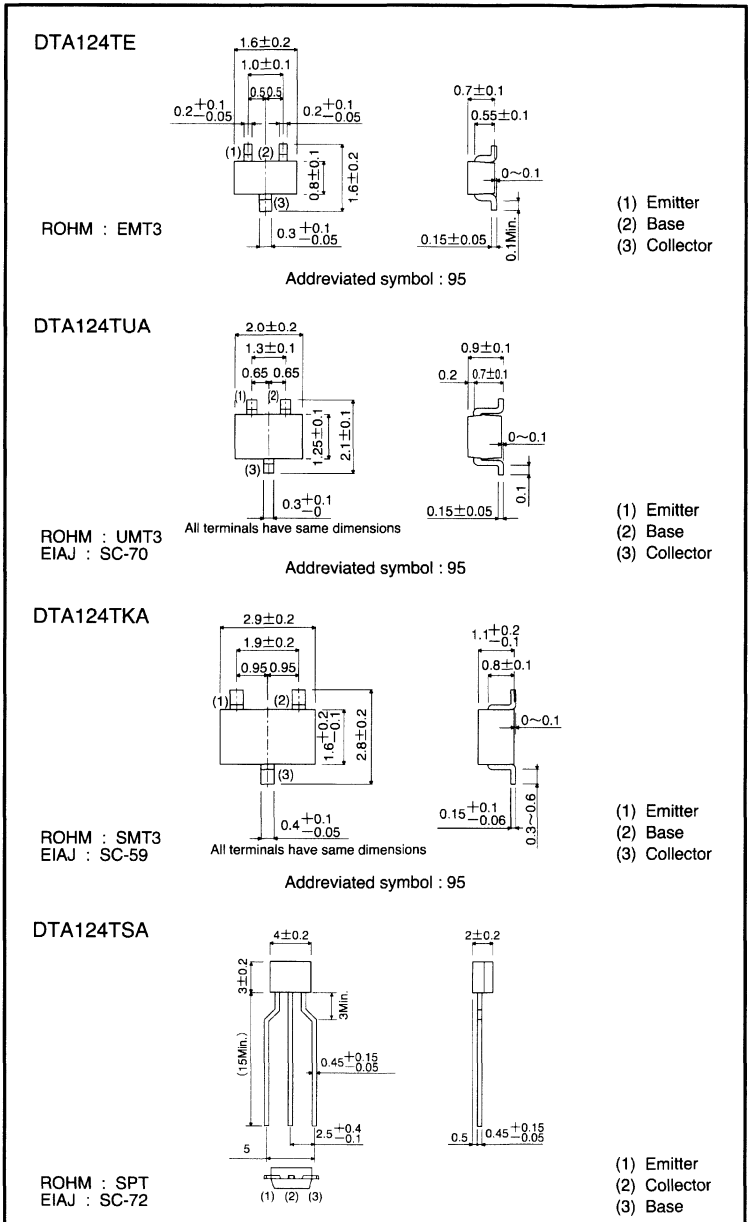 DTA124TE
1.6±0.2
1.0±0.1
0.5 0.5
0.2 +0.1 −0.05
0.2 +0.1 −0.05
(1) (2)
(3)
0.8±0.1
1.6±0.2
0.3 +0.1 −0.05
0.7±0.1
0.55±0.1
0~0.1
0.15±0.05
0.1Min.
ROHM : EMT3
(1) Emitter
(2) Base
(3) Collector
Addreviated symbol : 95
DTA124TUA
2.0±0.2
1.3±0.1
0.65 0.65
(1) (2)
(3)
1.25±0.1
2.1±0.1
0.3 +0.1 −0
All terminals have same dimensions
0.9±0.1
0.2 0.7±0.1
0~0.1
0.15±0.05
0.1
ROHM : UMT3
EIAJ : SC-70
(1) Emitter
(2) Base
(3) Collector
Addreviated symbol : 95
DTA124TKA
2.9±0.2
1.9±0.2
0.95 0.95
(1) (2)
(3)
1.6 +0.2 −0.1
2.8±0.2
0.4 +0.1 −0.05
All terminals have same dimensions
1.1 +0.2 −0.1
0.8±0.1
0~0.1
0.15 +0.1 −0.06
0.3~0.6
ROHM : SMT3
EIAJ : SC-59
(1) Emitter
(2) Base
(3) Collector
Addreviated symbol : 95
DTA124TSA
4±0.2
3±0.2
(15Min.)
3Min.
0.45 +0.15 −0.05
2.5 +0.4 −0.1
5
(1) (2) (3)
2±0.2
0.5 0.45 +0.15 −0.05
ROHM : SPT
EIAJ : SC-72
(1) Emitter
(2) Collector
(3) Base